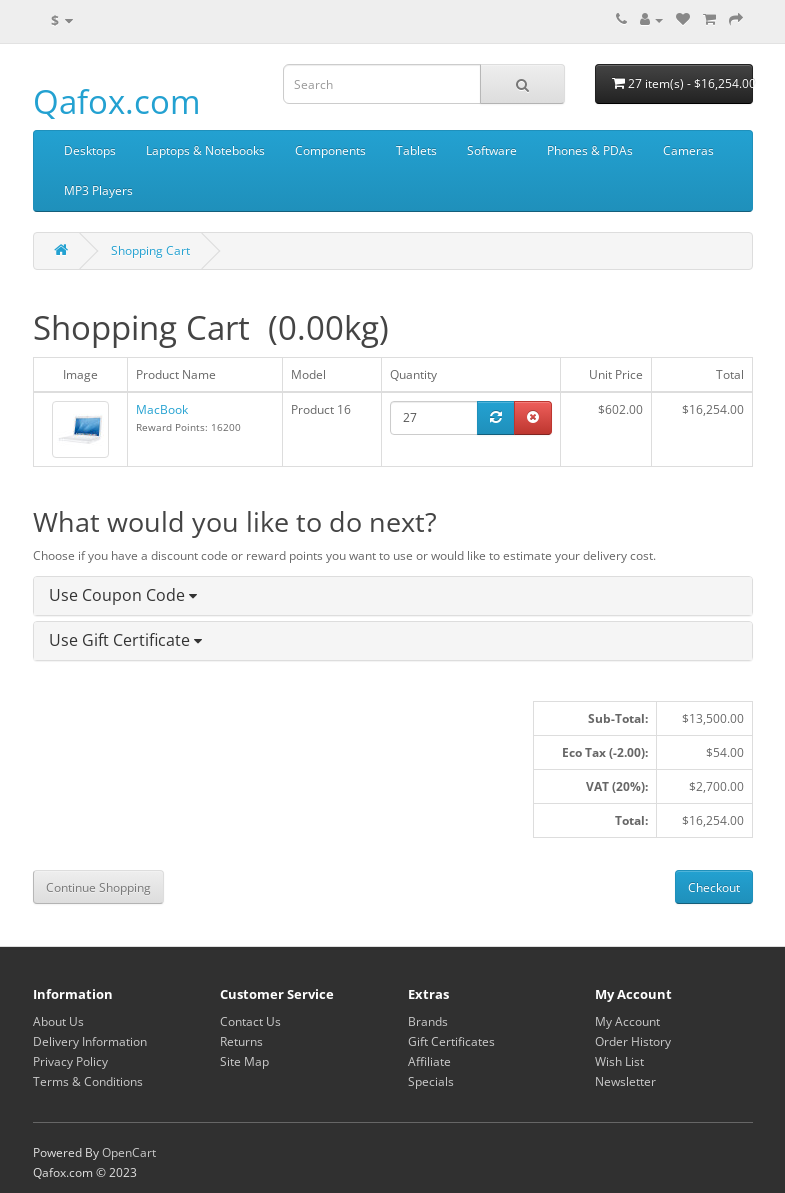 $
Search
27 item(s) - $16,254.00
Qafox.com
Desktops Laptops & Notebooks Components Tablets Software Phones & PDAs Cameras
MP3 Players
Shopping Cart
Shopping Cart  (0.00kg)
Image Product Name Model Quantity Unit Price Total
MacBook Product 16 27 $602.00 $16,254.00
Reward Points: 16200
What would you like to do next?
Choose if you have a discount code or reward points you want to use or would like to estimate your delivery cost.
Use Coupon Code
Use Gift Certificate
Sub-Total: $13,500.00
Eco Tax (-2.00): $54.00
VAT (20%): $2,700.00
Total: $16,254.00
Continue Shopping Checkout
Information Customer Service Extras My Account
About Us Contact Us Brands My Account
Delivery Information Returns Gift Certificates Order History
Privacy Policy Site Map Affiliate Wish List
Terms & Conditions Specials Newsletter
Powered By OpenCart
Qafox.com © 2023